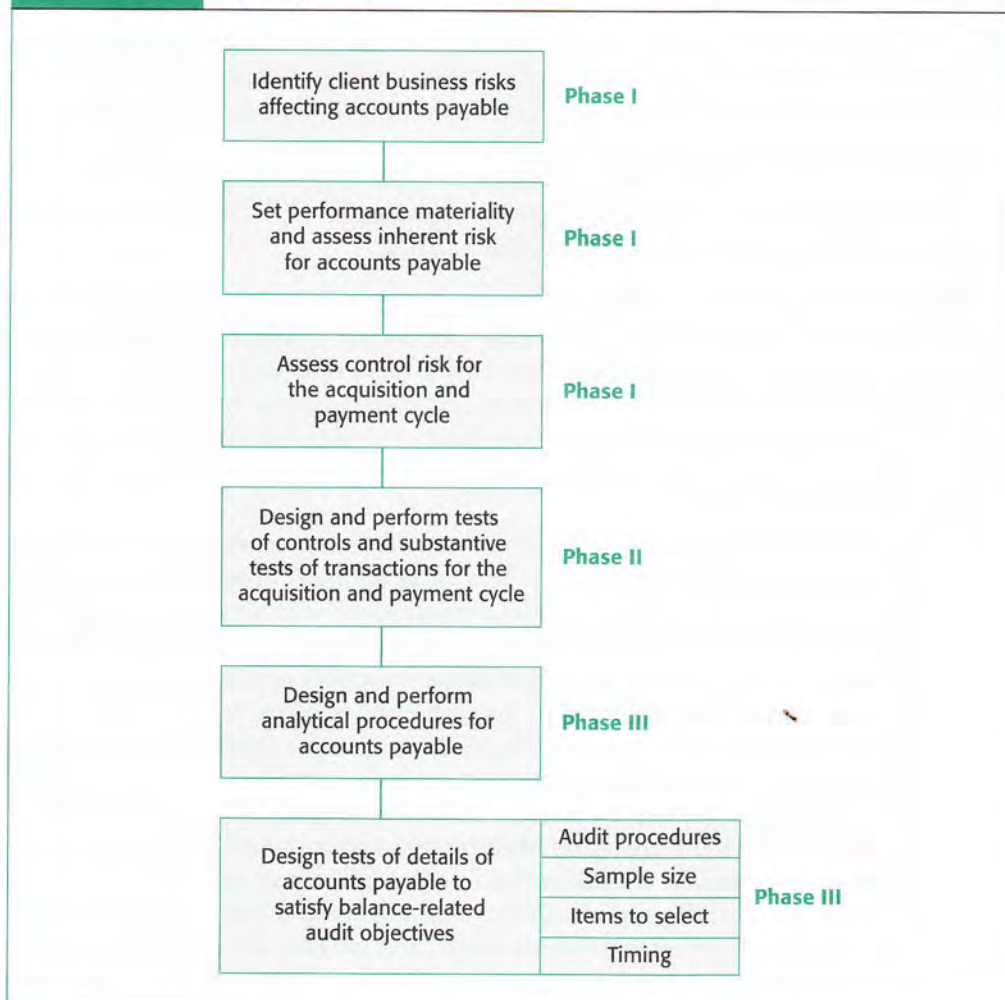 Identify client business risks
affecting accounts payable
Phase I
Set performance materiality
and assess inherent risk
for accounts payable
Phase I
Assess control risk for
the acquisition and
payment cycle
Phase I
Design and perform tests
of controls and substantive
tests of transactions for the
acquisition and payment cycle
Phase II
Design and perform
analytical procedures for
accounts payable
Phase III
Design tests of details of
accounts payable to
satisfy balance-related
audit objectives
Audit procedures
Sample size
Items to select
Timing
Phase III